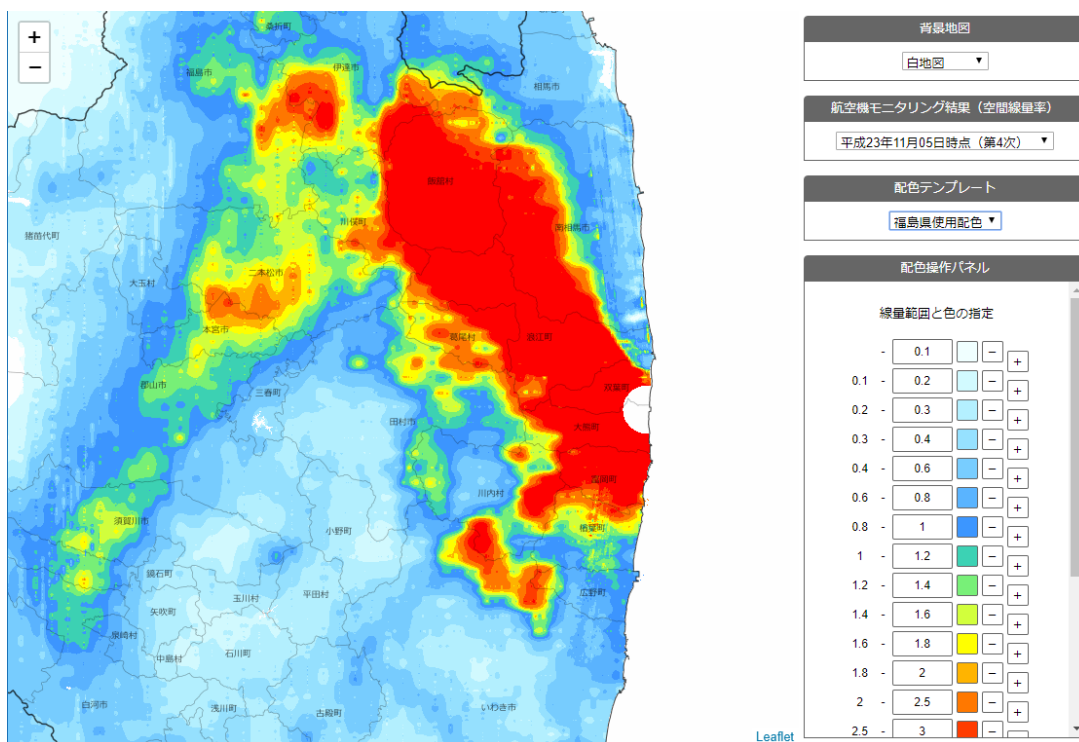 +
−
桑折町
伊達市
福島市
相馬市
飯舘村
猪苗代町
川俣町
南相馬市
二本松市
大玉村
本宮市
葛尾村
浪江町
郡山市
三春町
双葉町
田村市
大熊町
富岡町
川内村
須賀川市
小野町
楢葉町
鏡石町
玉川村
平田村
広野町
矢吹町
泉崎村
中島村
石川町
白河市
浅川町
古殿町
いわき市
Leaflet
背景地図
白地図 ▼
航空機モニタリング結果（空間線量率）
平成23年11月05日時点（第4次） ▼
配色テンプレート
福島県使用配色 ▼
配色操作パネル
線量範囲と色の指定
- 0.1 − +
0.1 - 0.2 − +
0.2 - 0.3 − +
0.3 - 0.4 − +
0.4 - 0.6 − +
0.6 - 0.8 − +
0.8 - 1 − +
1 - 1.2 − +
1.2 - 1.4 − +
1.4 - 1.6 − +
1.6 - 1.8 − +
1.8 - 2 − +
2 - 2.5 − +
2.5 - 3 −